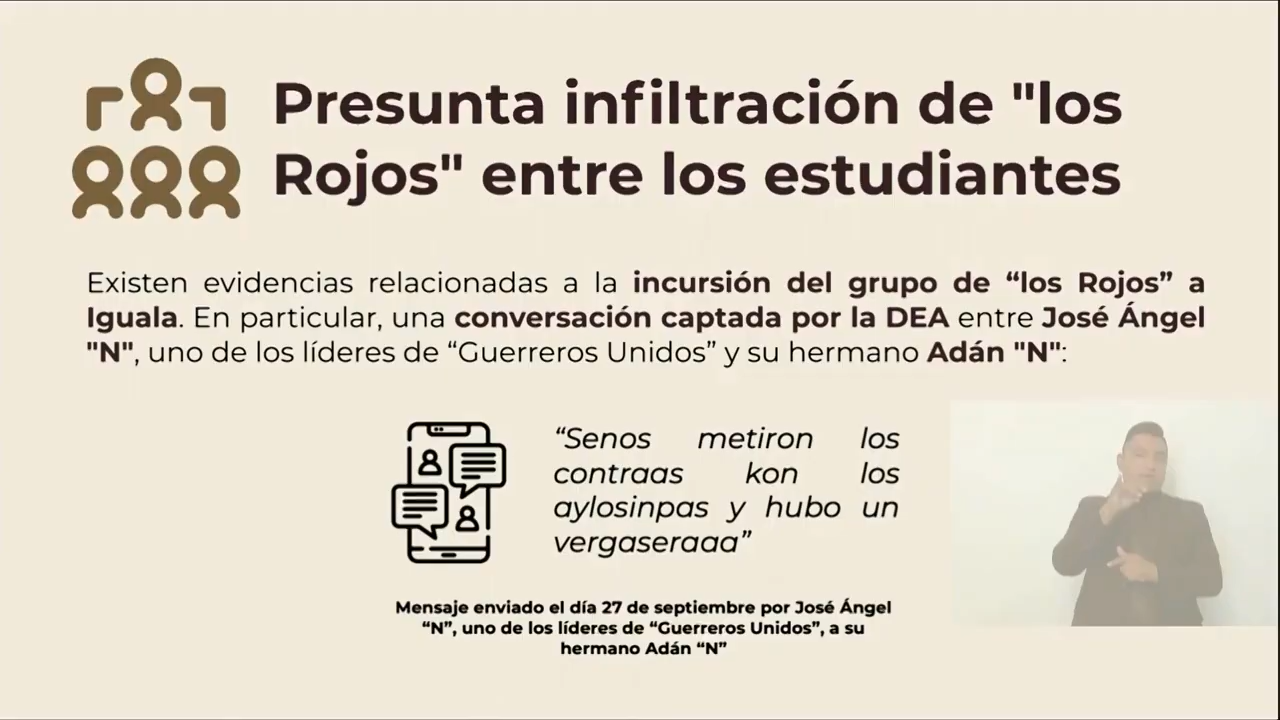 Presunta infiltración de "los
Rojos" entre los estudiantes
Existen evidencias relacionadas a la incursión del grupo de “los Rojos” a
Iguala. En particular, una conversación captada por la DEA entre José Ángel
"N", uno de los líderes de “Guerreros Unidos” y su hermano Adán "N":
“Senos metiron los
contraas kon los
aylosinpas y hubo un
vergaseraaa”
Mensaje enviado el día 27 de septiembre por José Ángel
“N”, uno de los líderes de “Guerreros Unidos”, a su
hermano Adán “N”